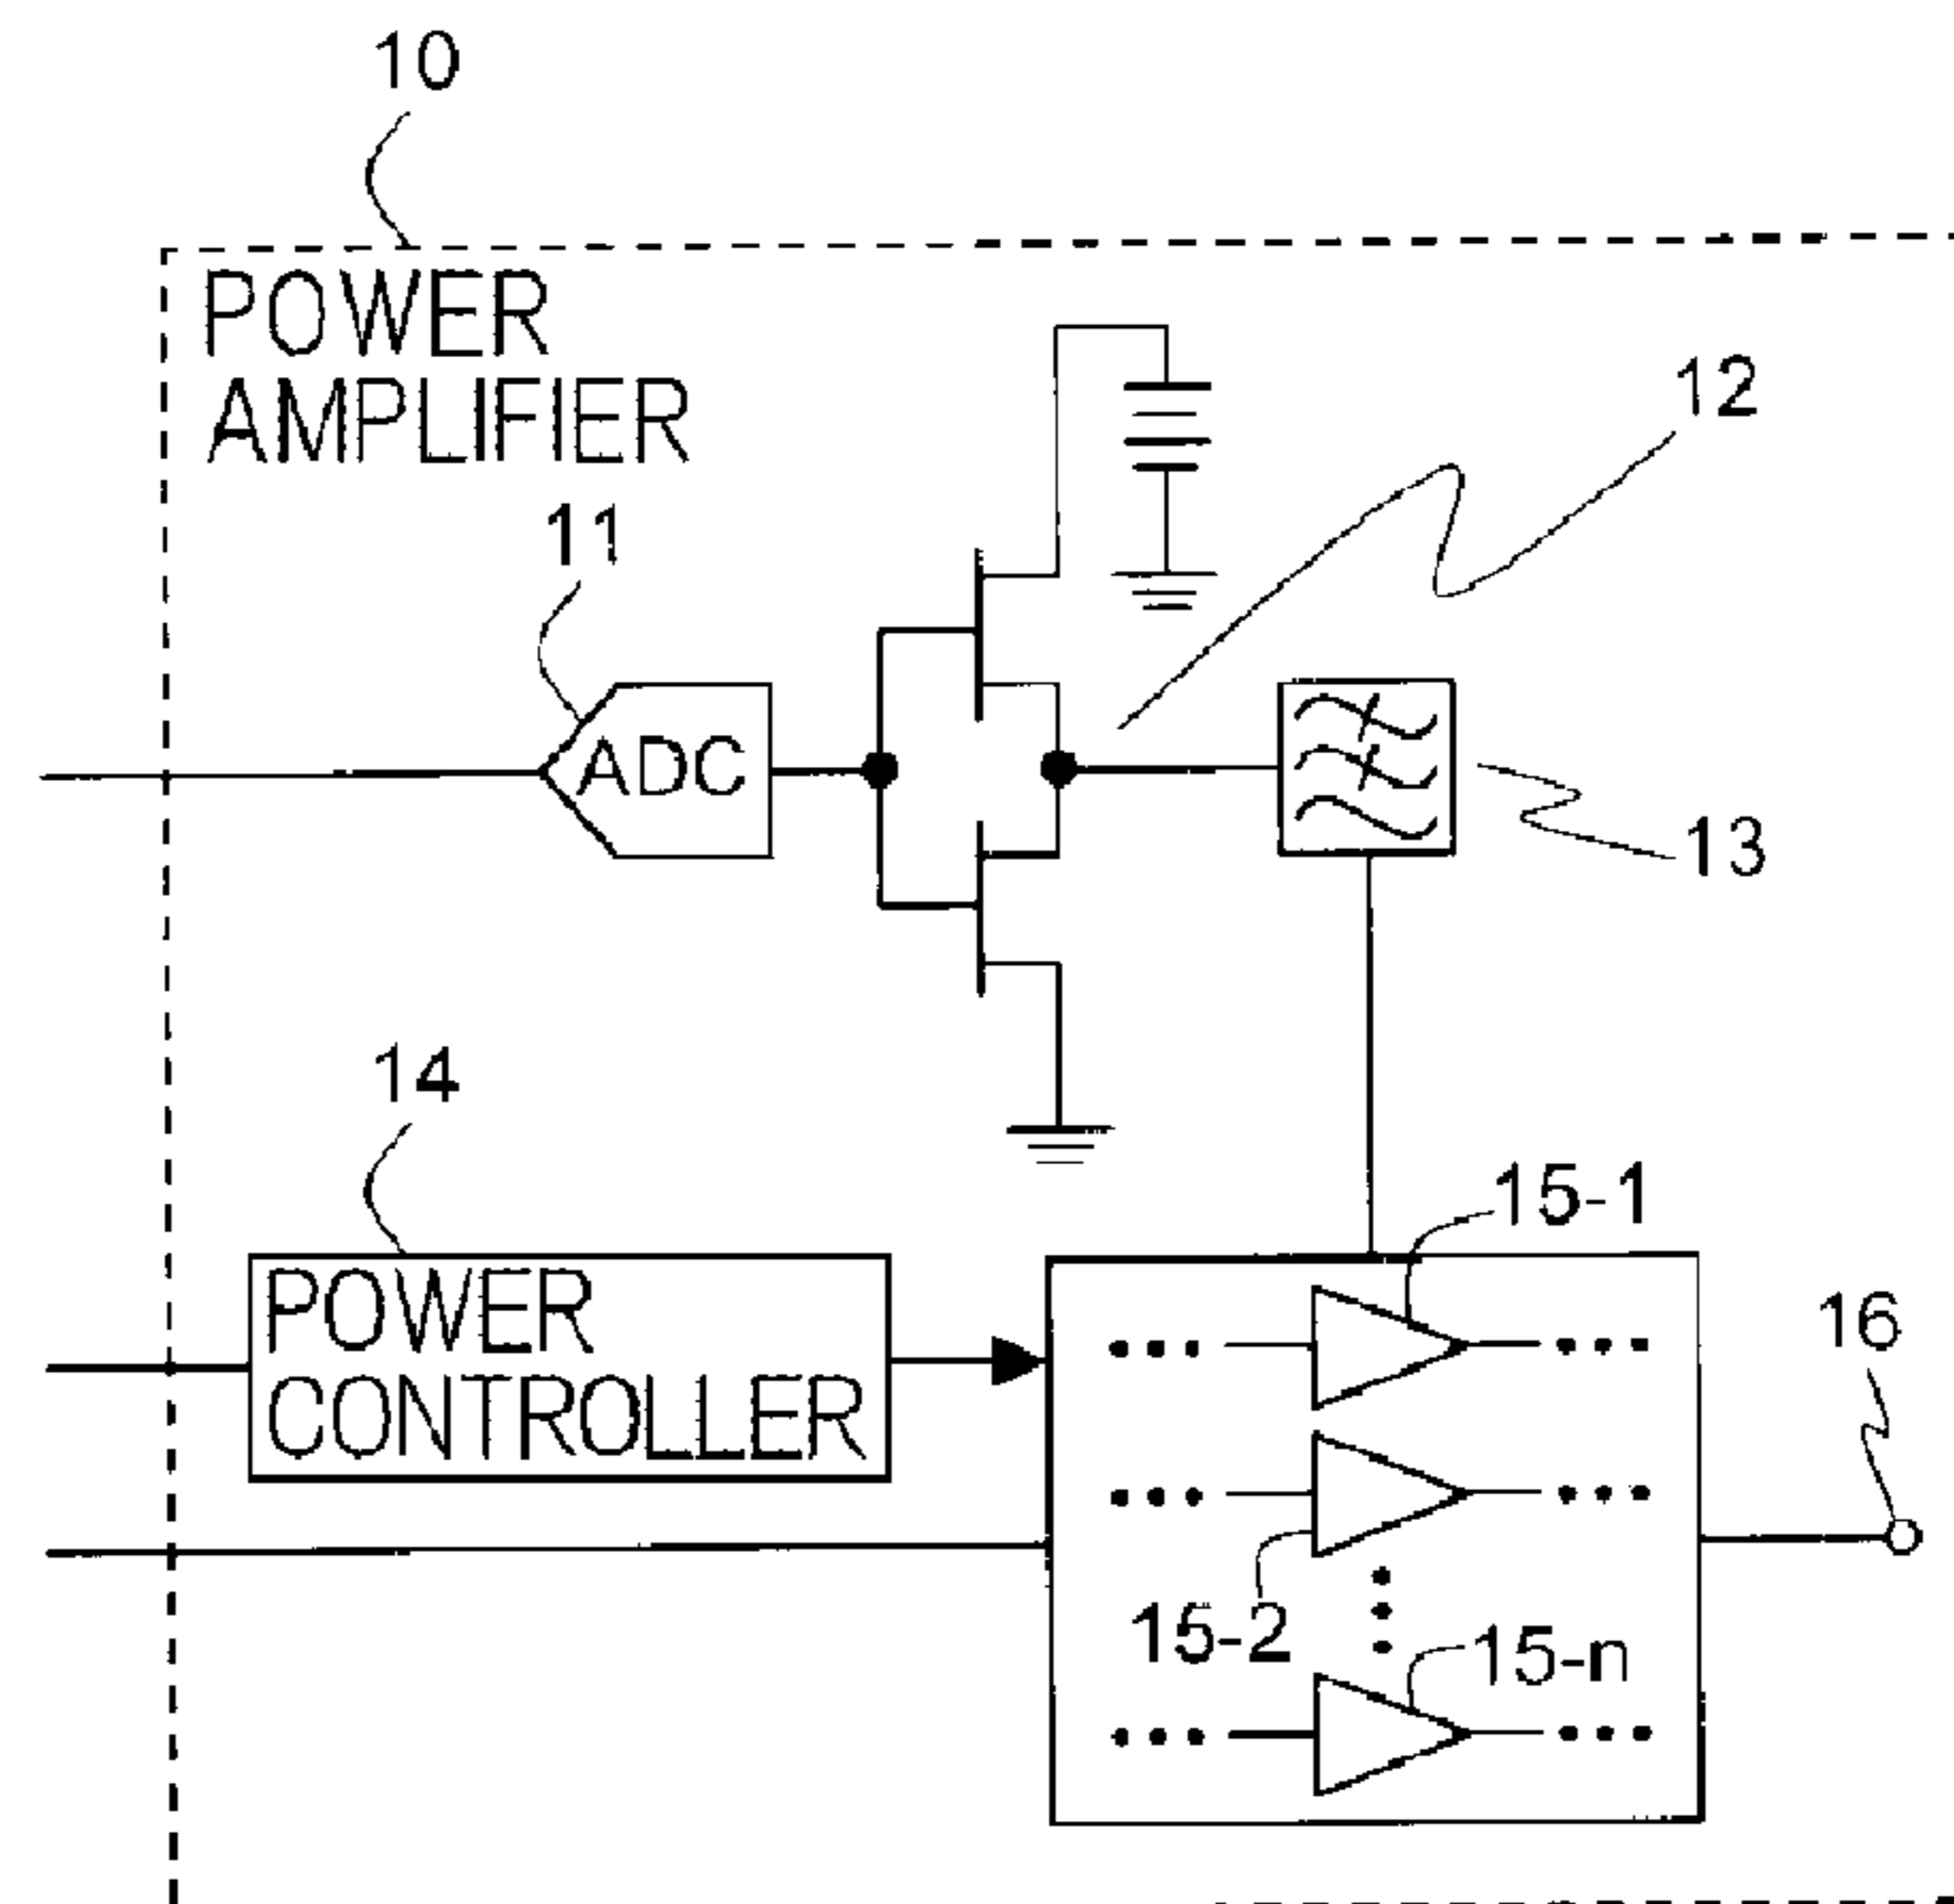 10
POWER
AMPLIFIER
12
11
ADC
13
14
15-1
POWER
CONTROLLER
16
15-2
15-n